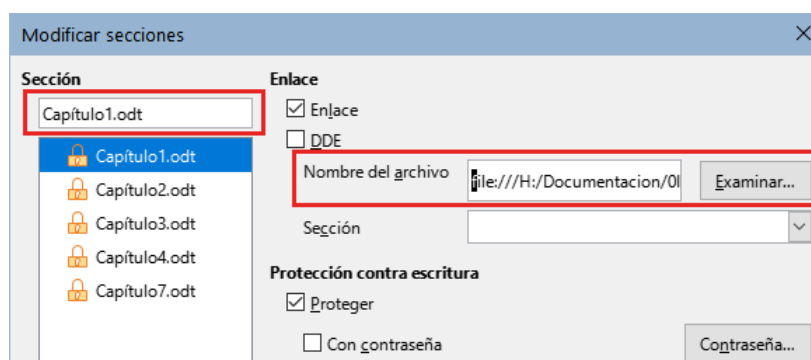 Modificar secciones
Sección
Capítulo1.odt
Capítulo1.odt
Capítulo2.odt
Capítulo3.odt
Capítulo4.odt
Capítulo7.odt
Enlace
Enlace
DDE
Nombre del archivo file:///H:/Documentacion/0l Examinar...
Sección
Protección contra escritura
Proteger
Con contraseña Contraseña...